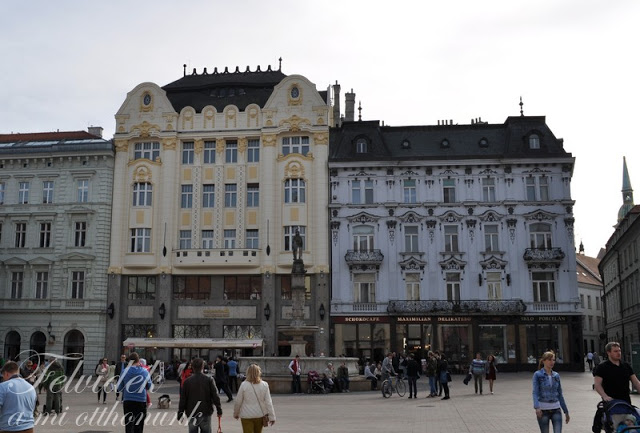 SCHOKOCAFE MAXIMILIAN DELIKATESSEN
Felvidék
a mi otthonunk